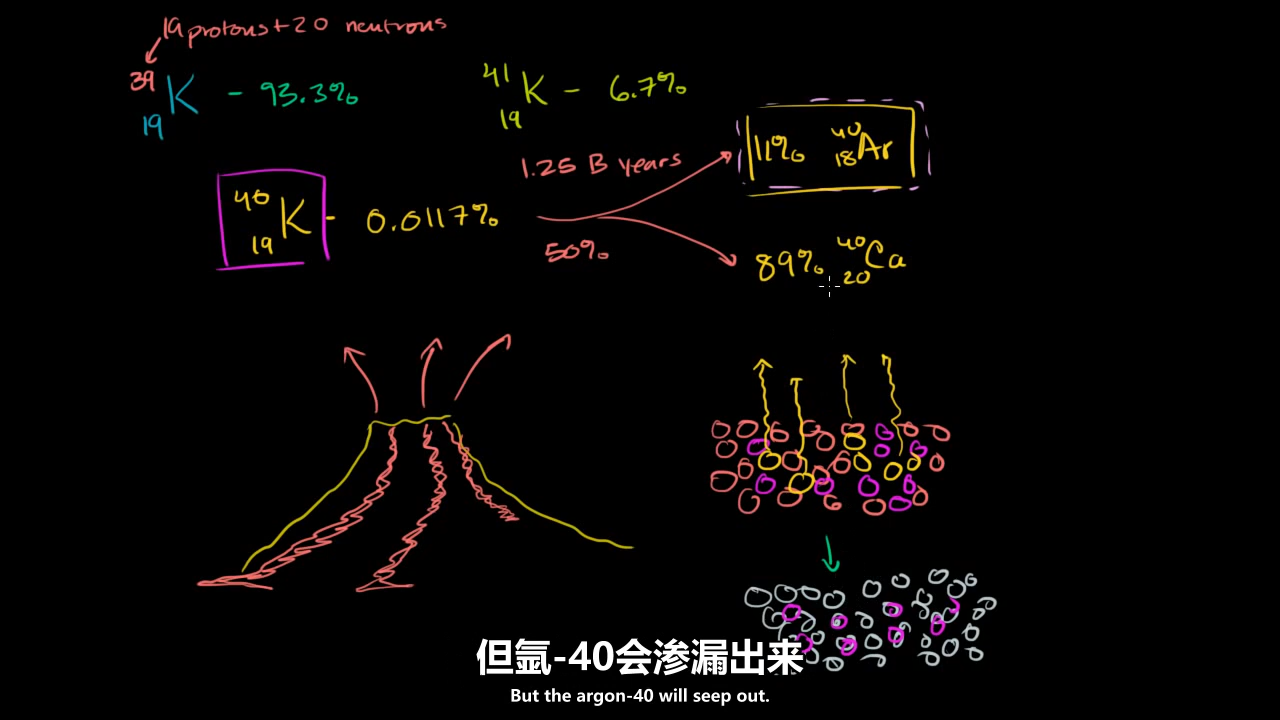 19 protons + 20 neutrons
39 19 K - 93.3%
41 19 K - 6.7%
1.25 B years
11% 40 18 Ar
40 19 K - 0.0117%
50%
89% 40 20 Ca
但氩-40会渗漏出来
But the argon-40 will seep out.